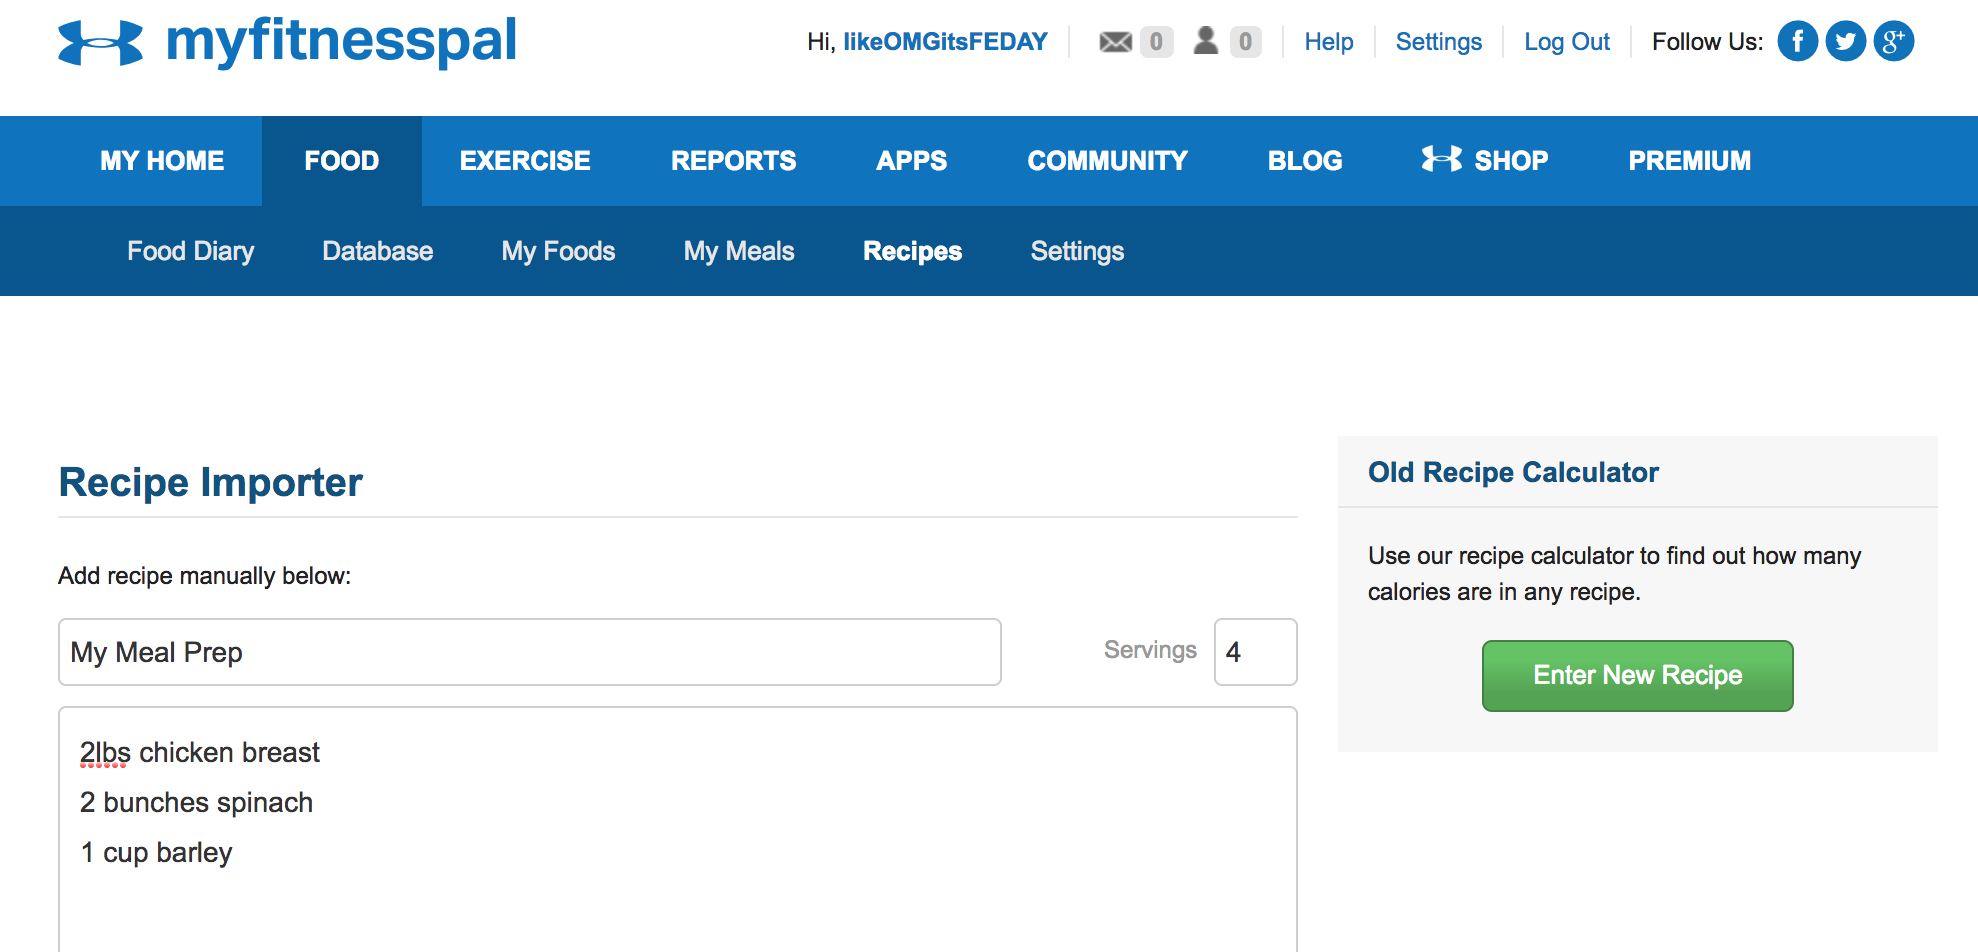 myfitnesspal
Hi, likeOMGitsFEDAY 0 0 Help Settings Log Out Follow Us: f g+
MY HOME FOOD EXERCISE REPORTS APPS COMMUNITY BLOG SHOP PREMIUM
Food Diary Database My Foods My Meals Recipes Settings
Recipe Importer
Add recipe manually below:
My Meal Prep Servings 4
2lbs chicken breast
2 bunches spinach
1 cup barley
Old Recipe Calculator
Use our recipe calculator to find out how many
calories are in any recipe.
Enter New Recipe